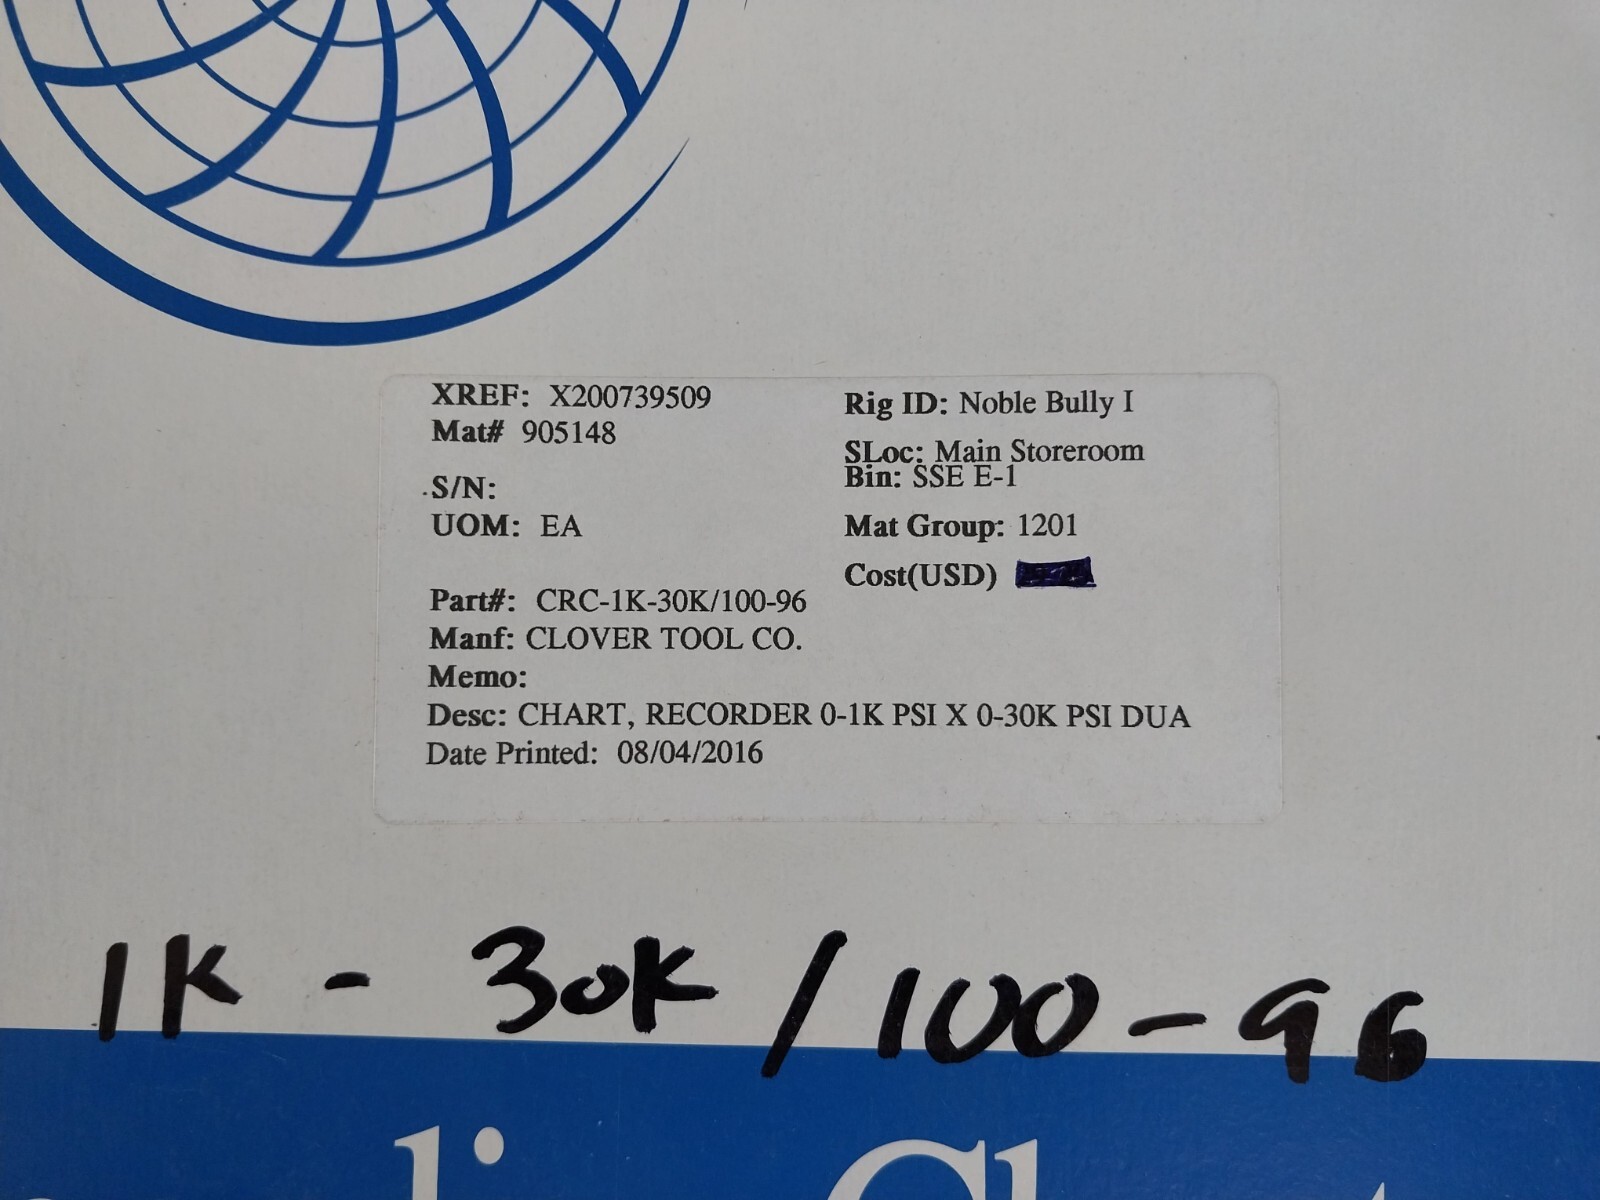 XREF: X200739509
Mat# 905148
S/N:
UOM: EA
Part#: CRC-1K-30K/100-96
Manf: CLOVER TOOL CO.
Memo:
Desc: CHART, RECORDER 0-1K PSI X 0-30K PSI DUA
Date Printed: 08/04/2016
Rig ID: Noble Bully I
SLoc: Main Storeroom
Bin: SSE E-1
Mat Group: 1201
Cost(USD)
1K - 30K / 100 - 96